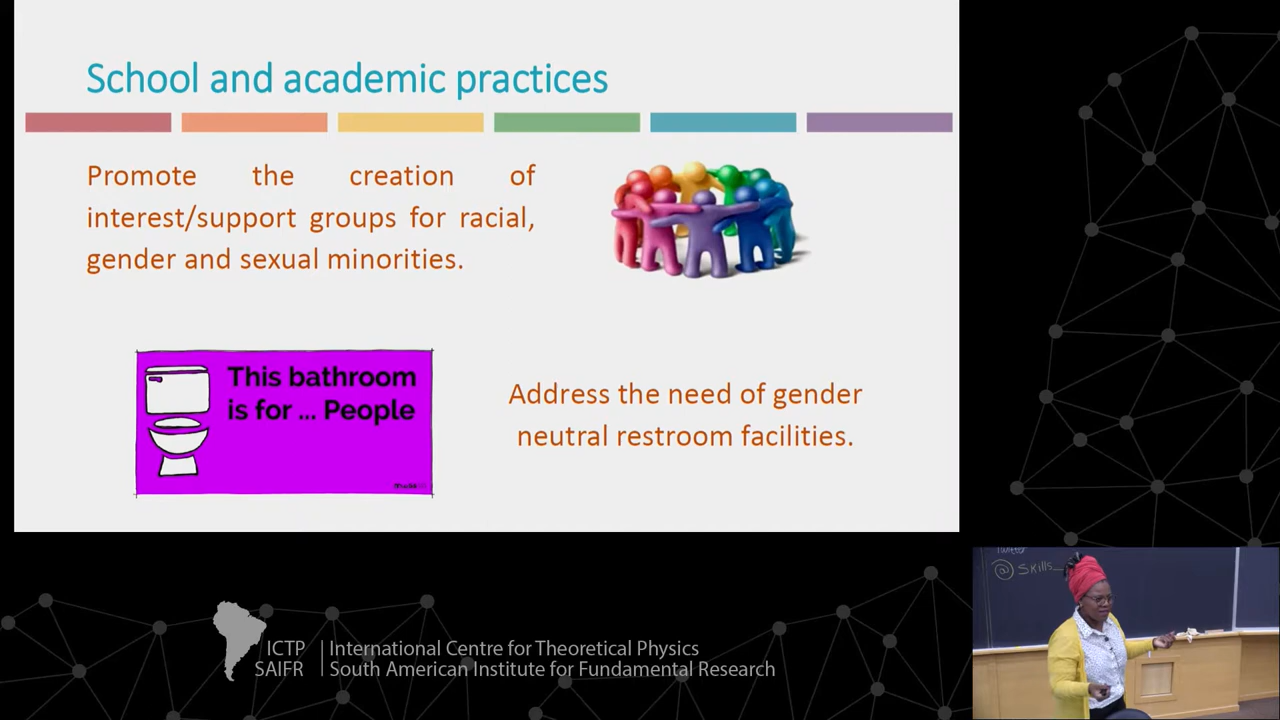 School and academic practices
Promote the creation of
interest/support groups for racial,
gender and sexual minorities.
This bathroom
is for ... People
Address the need of gender
neutral restroom facilities.
Twitter
@ Skills_
ICTP
SAIFR
International Centre for Theoretical Physics
South American Institute for Fundamental Research